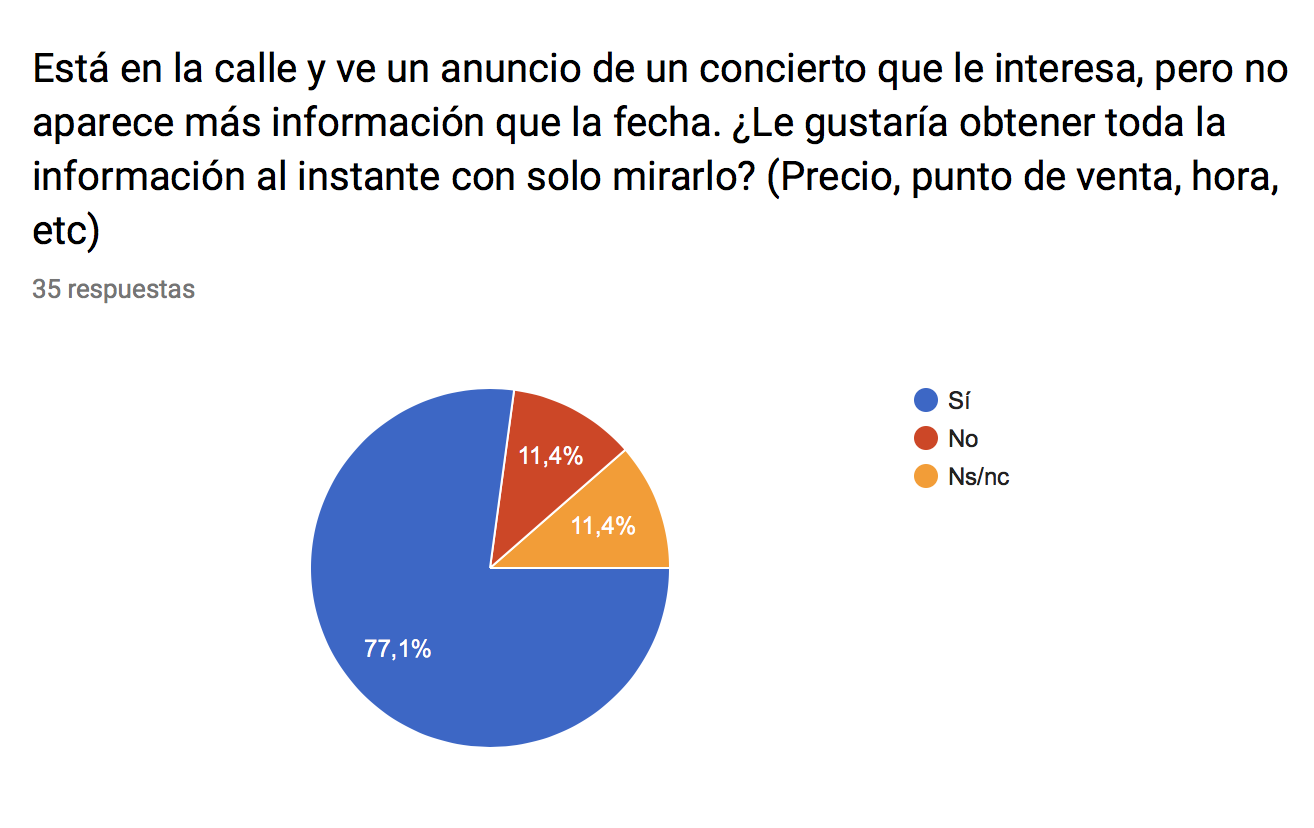 Está en la calle y ve un anuncio de un concierto que le interesa, pero no
aparece más información que la fecha. ¿Le gustaría obtener toda la
información al instante con solo mirarlo? (Precio, punto de venta, hora,
etc)
35 respuestas
Sí
No
Ns/nc
11,4%
11,4%
77,1%